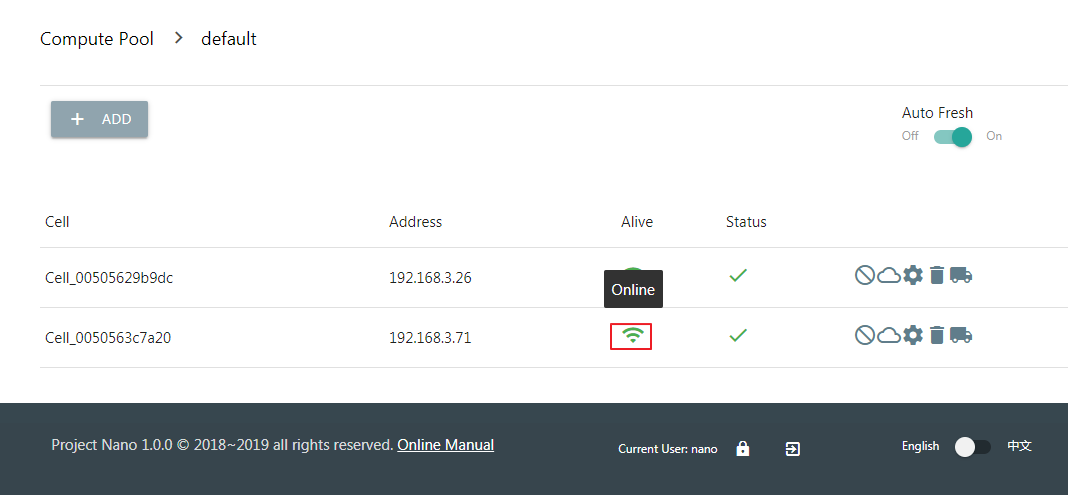 Compute Pool > default
+ ADD
Auto Fresh
Off On
Cell Address Alive Status
Cell_00505629b9dc 192.168.3.26
Online
Cell_0050563c7a20 192.168.3.71
Project Nano 1.0.0 © 2018~2019 all rights reserved. Online Manual
Current User: nano
English 中文